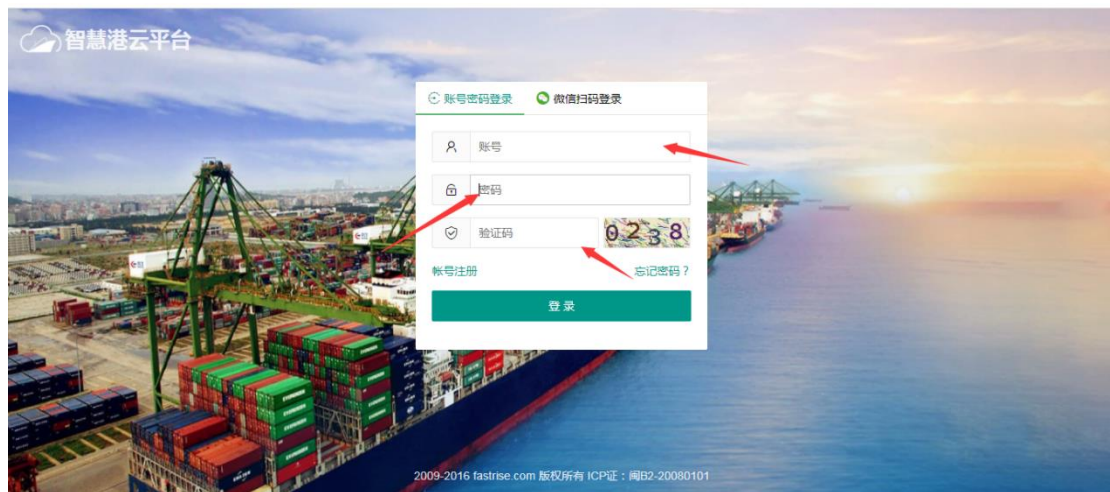 智慧港云平台
账号密码登录 微信扫码登录
账号
密码
验证码 0238
帐号注册 忘记密码？
登 录
2009-2016 fastrise.com 版权所有 ICP证：闽B2-20080101